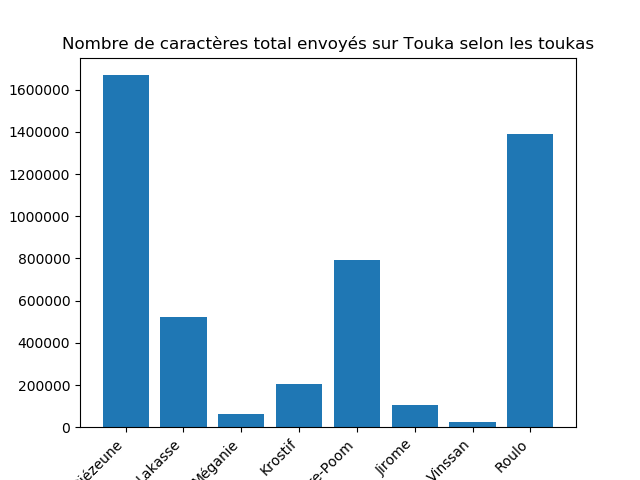 Nombre de caractères total envoyés sur Touka selon les toukas
1600000
1400000
1200000
1000000
800000
600000
400000
200000
0
Lakasse
Méganie
Krostif
Jirome
Vinssan
Roulo